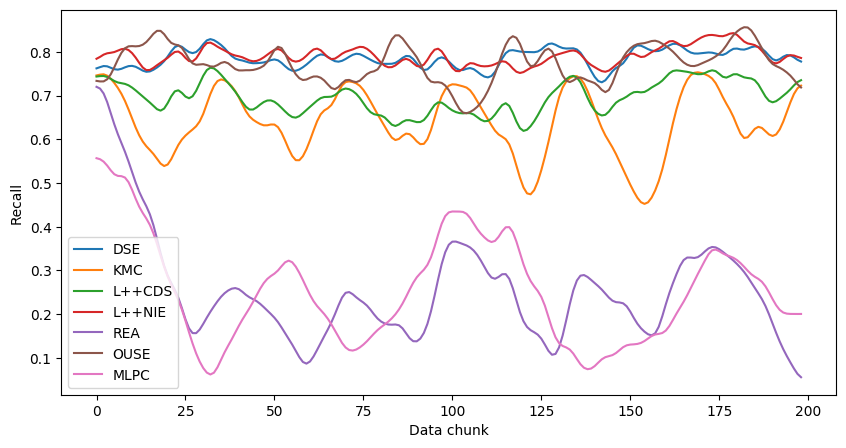 Recall
0.8
0.7
0.6
0.5
0.4
0.3
0.2
0.1
DSE
KMC
L++CDS
L++NIE
REA
OUSE
MLPC
0 25 50 75 100 125 150 175 200
Data chunk